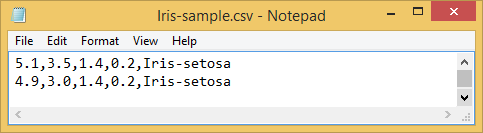 Iris-sample.csv - Notepad
File Edit Format View Help
5.1,3.5,1.4,0.2,Iris-setosa
4.9,3.0,1.4,0.2,Iris-setosa